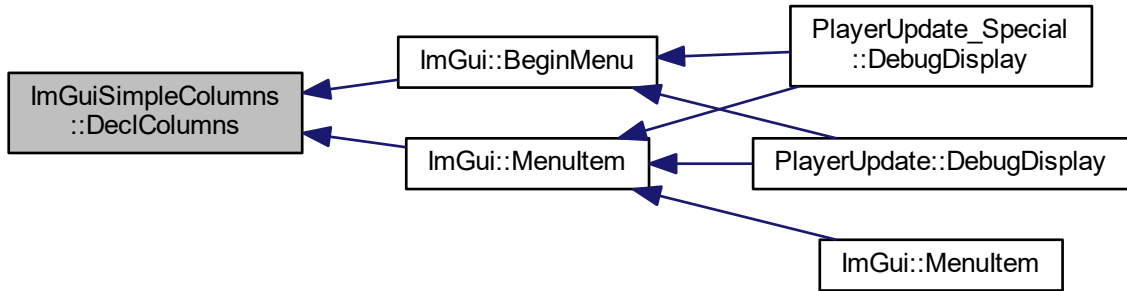 ImGuiSimpleColumns
::DeclColumns
ImGui::BeginMenu
ImGui::MenuItem
PlayerUpdate_Special
::DebugDisplay
PlayerUpdate::DebugDisplay
ImGui::MenuItem